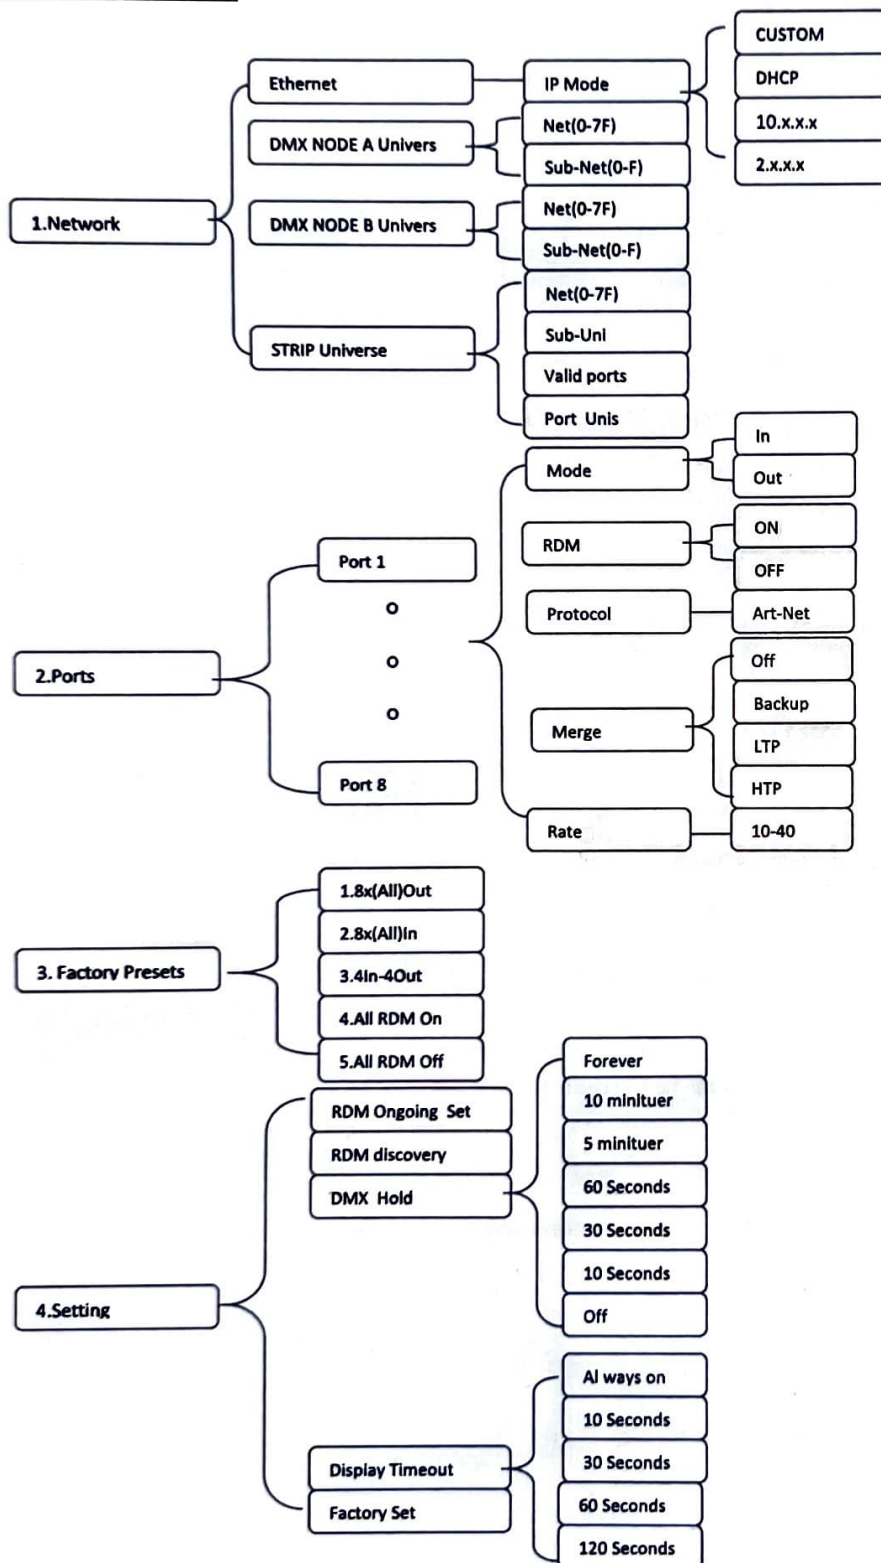 1.Network
Ethernet
IP Mode
CUSTOM
DHCP
10.x.x.x
2.x.x.x
DMX NODE A Univers
Net(0-7F)
Sub-Net(0-F)
DMX NODE B Univers
Net(0-7F)
Sub-Net(0-F)
STRIP Universe
Net(0-7F)
Sub-Uni
Valid ports
Port Unis
2.Ports
Port 1
Port 8
Mode
In
Out
RDM
ON
OFF
Protocol
Art-Net
Merge
Off
Backup
LTP
HTP
Rate
10-40
3. Factory Presets
1.8x(All)Out
2.8x(All)In
3.4In-4Out
4.All RDM On
5.All RDM Off
4.Setting
RDM Ongoing Set
RDM discovery
DMX Hold
Forever
10 minituer
5 minituer
60 Seconds
30 Seconds
10 Seconds
Off
Display Timeout
Al ways on
10 Seconds
30 Seconds
60 Seconds
120 Seconds
Factory Set